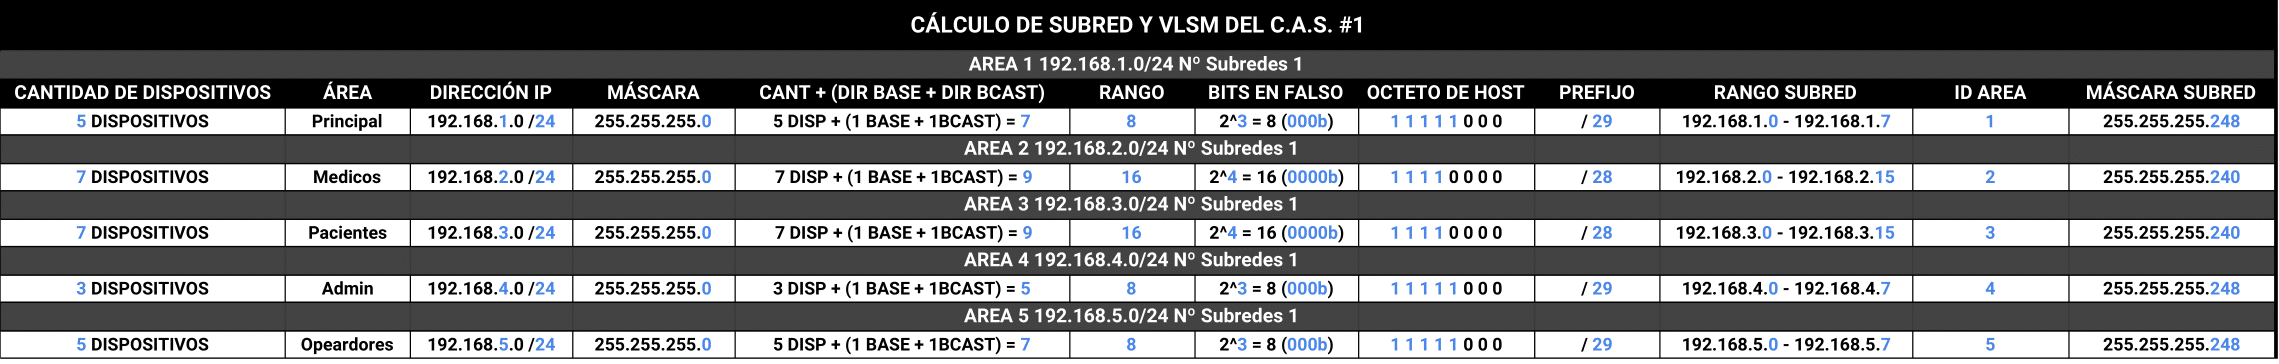 CÁLCULO DE SUBRED Y VLSM DEL C.A.S. #1
AREA 1 192.168.1.0/24 Nº Subredes 1
CANTIDAD DE DISPOSITIVOS ÁREA DIRECCIÓN IP MÁSCARA CANT + (DIR BASE + DIR BCAST) RANGO BITS EN FALSO OCTETO DE HOST PREFIJO RANGO SUBRED ID AREA MÁSCARA SUBRED
5 DISPOSITIVOS Principal 192.168.1.0 /24 255.255.255.0 5 DISP + (1 BASE + 1BCAST) = 7 8 2^3 = 8 (000b) 1 1 1 1 1 0 0 0 / 29 192.168.1.0 - 192.168.1.7 1 255.255.255.248
AREA 2 192.168.2.0/24 Nº Subredes 1
7 DISPOSITIVOS Medicos 192.168.2.0 /24 255.255.255.0 7 DISP + (1 BASE + 1BCAST) = 9 16 2^4 = 16 (0000b) 1 1 1 1 0 0 0 0 / 28 192.168.2.0 - 192.168.2.15 2 255.255.255.240
AREA 3 192.168.3.0/24 Nº Subredes 1
7 DISPOSITIVOS Pacientes 192.168.3.0 /24 255.255.255.0 7 DISP + (1 BASE + 1BCAST) = 9 16 2^4 = 16 (0000b) 1 1 1 1 0 0 0 0 / 28 192.168.3.0 - 192.168.3.15 3 255.255.255.240
AREA 4 192.168.4.0/24 Nº Subredes 1
3 DISPOSITIVOS Admin 192.168.4.0 /24 255.255.255.0 3 DISP + (1 BASE + 1BCAST) = 5 8 2^3 = 8 (000b) 1 1 1 1 1 0 0 0 / 29 192.168.4.0 - 192.168.4.7 4 255.255.255.248
AREA 5 192.168.5.0/24 Nº Subredes 1
5 DISPOSITIVOS Opeardores 192.168.5.0 /24 255.255.255.0 5 DISP + (1 BASE + 1BCAST) = 7 8 2^3 = 8 (000b) 1 1 1 1 1 0 0 0 / 29 192.168.5.0 - 192.168.5.7 5 255.255.255.248